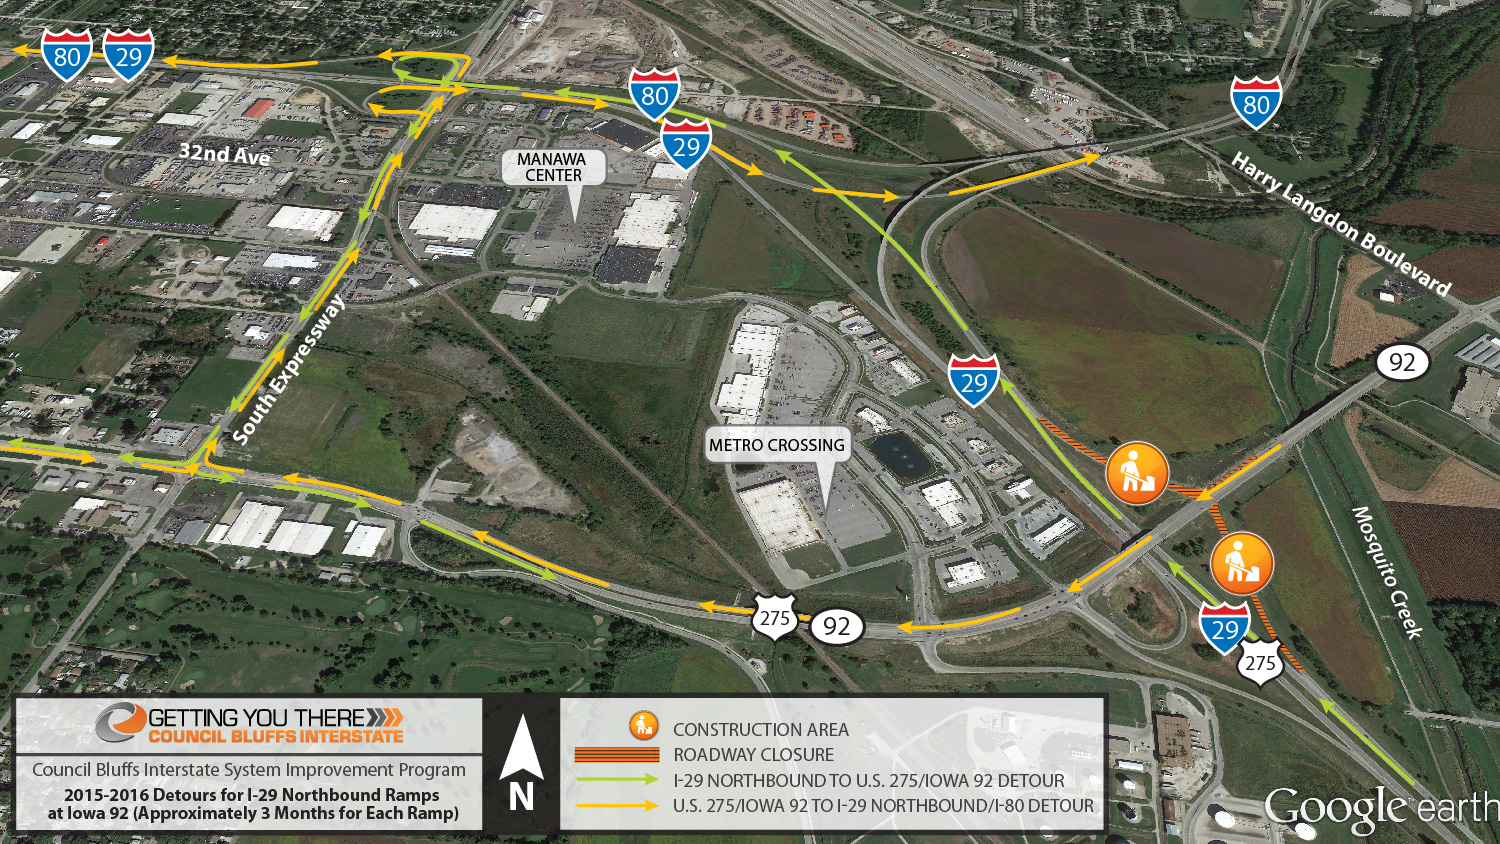 80
29
80
29
80
32nd Ave
MANAWA
CENTER
Harry Langdon Boulevard
South Expressway
29
92
METRO CROSSING
Mosquito Creek
275
92
29
275
GETTING YOU THERE
COUNCIL BLUFFS INTERSTATE
Council Bluffs Interstate System Improvement Program
2015-2016 Detours for I-29 Northbound Ramps
at Iowa 92 (Approximately 3 Months for Each Ramp)
N
CONSTRUCTION AREA
ROADWAY CLOSURE
I-29 NORTHBOUND TO U.S. 275/IOWA 92 DETOUR
U.S. 275/IOWA 92 TO I-29 NORTHBOUND/I-80 DETOUR
Google earth